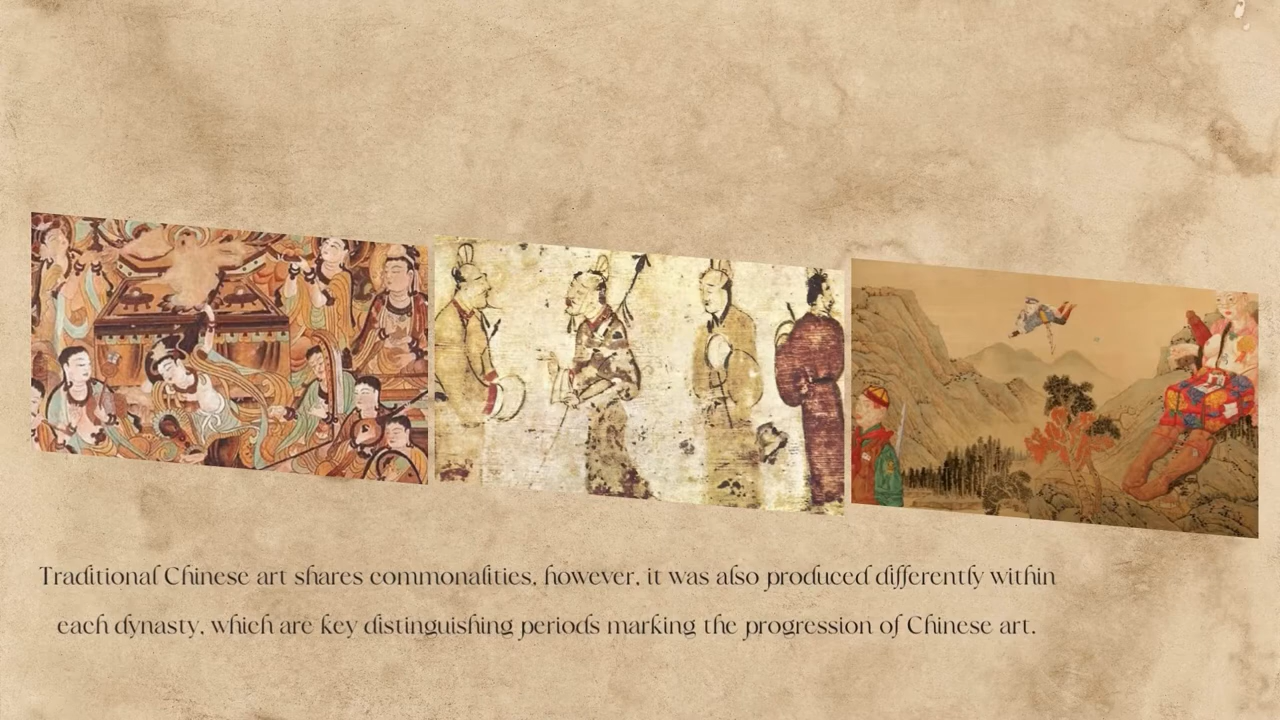 Traditional Chinese art shares commonalities, however, it was also produced differently within
each dynasty, which are key distinguishing periods marking the progression of Chinese art.